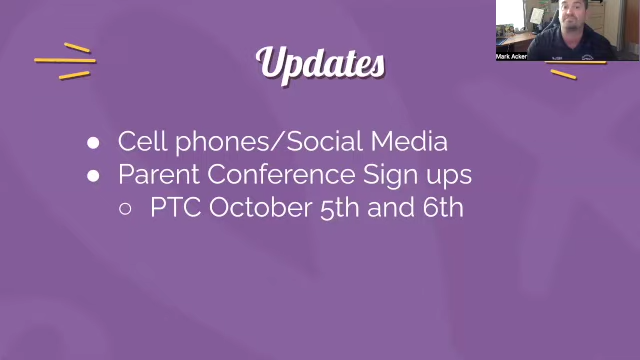 Updates
Mark Acker
● Cell phones/Social Media
● Parent Conference Sign ups
○ PTC October 5th and 6th